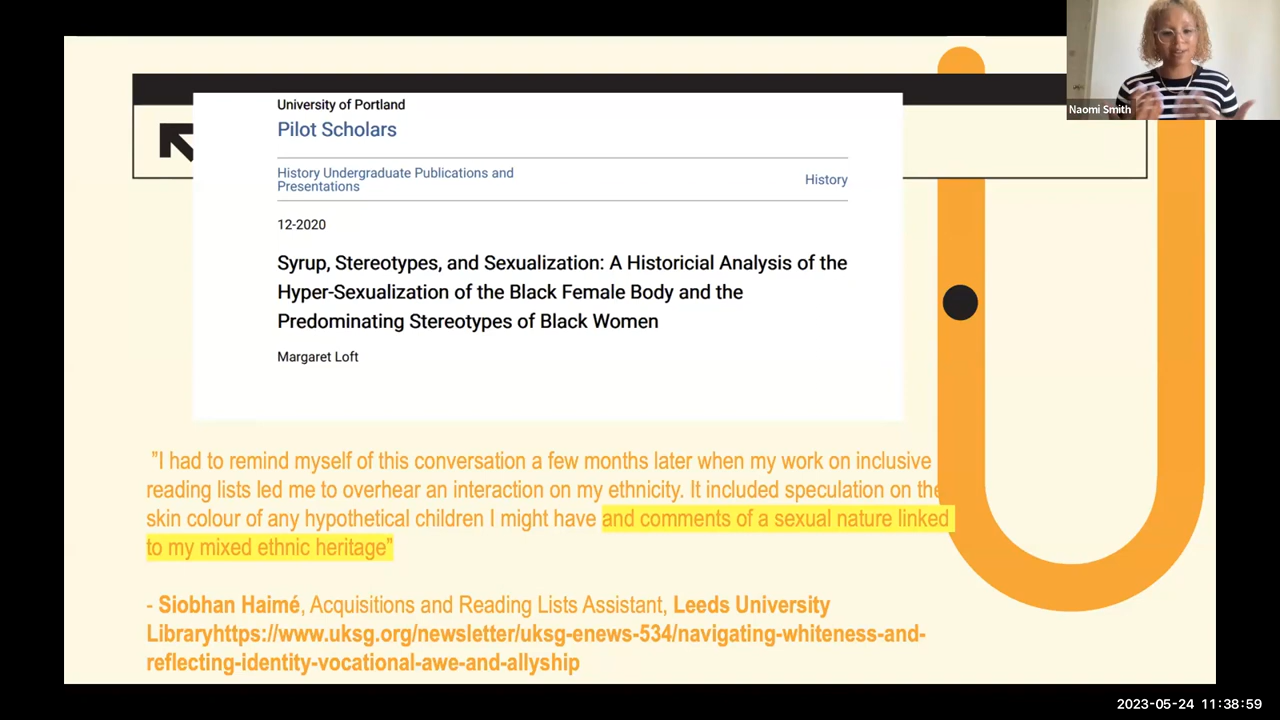 Naomi Smith
University of Portland
Pilot Scholars
History Undergraduate Publications and
Presentations
History
12-2020
Syrup, Stereotypes, and Sexualization: A Historicial Analysis of the
Hyper-Sexualization of the Black Female Body and the
Predominating Stereotypes of Black Women
Margaret Loft
"I had to remind myself of this conversation a few months later when my work on inclusive
reading lists led me to overhear an interaction on my ethnicity. It included speculation on the
skin colour of any hypothetical children I might have and comments of a sexual nature linked
to my mixed ethnic heritage"
- Siobhan Haimé, Acquisitions and Reading Lists Assistant, Leeds University
Libraryhttps://www.uksg.org/newsletter/uksg-enews-534/navigating-whiteness-and-
reflecting-identity-vocational-awe-and-allyship
2023-05-24 11:38:59